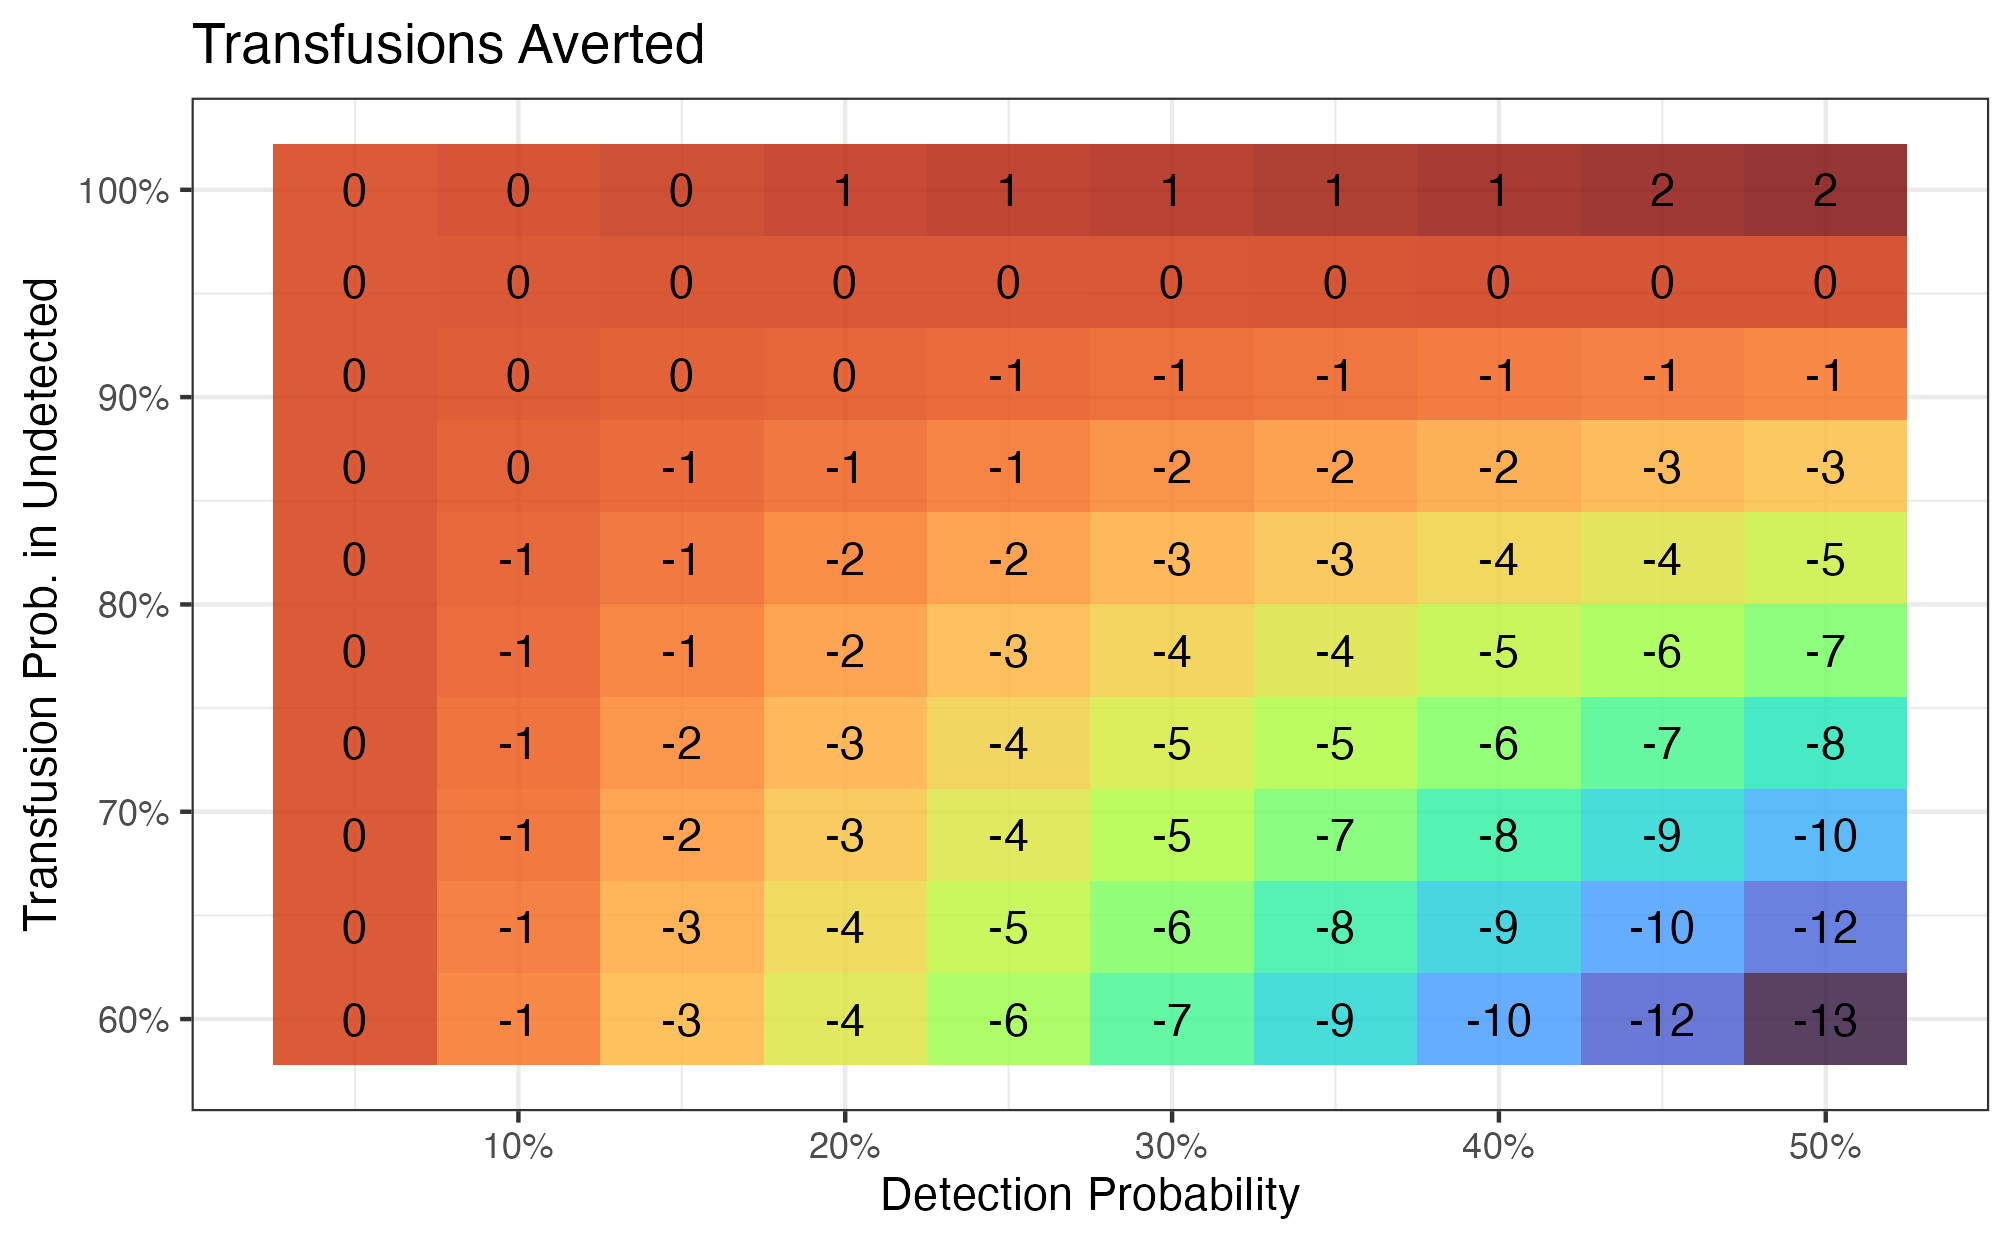 Transfusions Averted
Transfusion Prob. in Undetected
100% 0 0 0 1 1 1 1 1 2 2
0 0 0 0 0 0 0 0 0 0
90% 0 0 0 0 -1 -1 -1 -1 -1 -1
0 0 -1 -1 -1 -2 -2 -2 -3 -3
0 -1 -1 -2 -2 -3 -3 -4 -4 -5
80%
0 -1 -1 -2 -3 -4 -4 -5 -6 -7
0 -1 -2 -3 -4 -5 -5 -6 -7 -8
70% 0 -1 -2 -3 -4 -5 -7 -8 -9 -10
0 -1 -3 -4 -5 -6 -8 -9 -10 -12
60% 0 -1 -3 -4 -6 -7 -9 -10 -12 -13
10% 20% 30% 40% 50%
Detection Probability